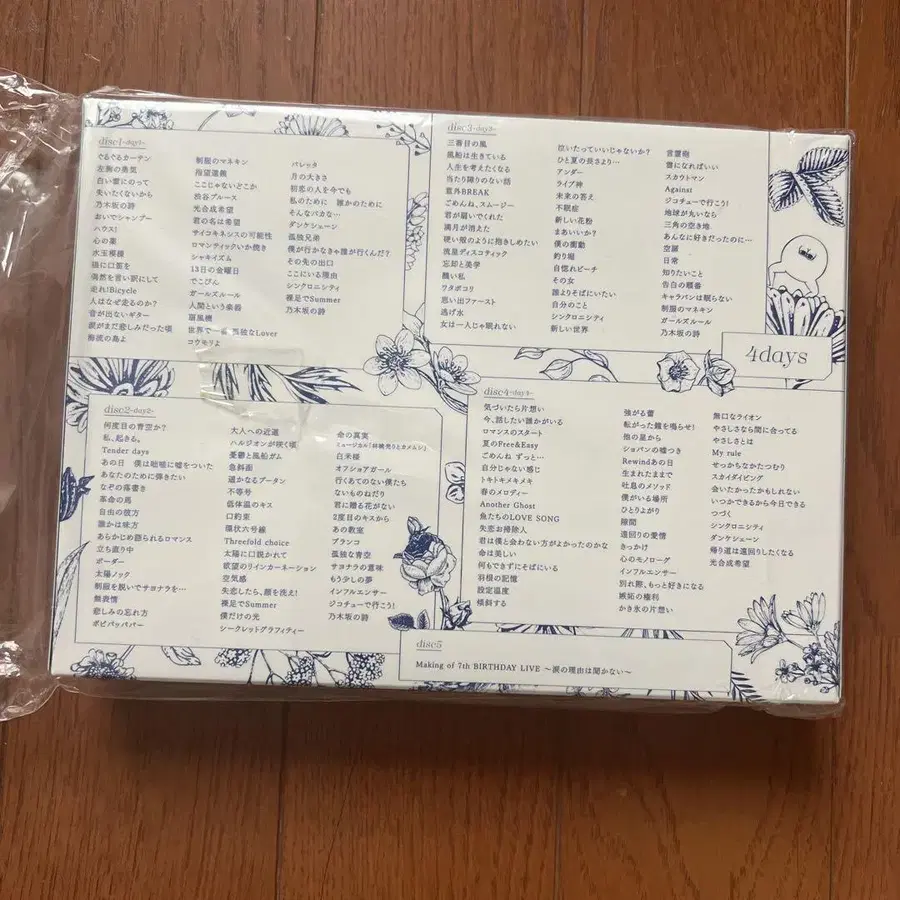 disc1-day1-
ぐるぐるカーテン
左胸の勇気
白い雲にのって
失いたくないから
乃木坂の詩
おいでシャンプー
ハウス!
心の薬
水玉模様
狼に口笛を
偶然を言い訳にして
走れ!Bicycle
人はなぜ走るのか?
音が出ないギター
涙がまだ悲しみだった頃
海流の島よ
制服のマネキン
指望遠鏡
ここじゃないどこか
渋谷ブルース
光合成希望
君の名は希望
サイコキネシスの可能性
ロマンティックいか焼き
シャキイズム
13日の金曜日
でこぴん
ガールズルール
人間という楽器
扇風機
世界で一番 孤独なLover
コウモリよ
バレッタ
月の大きさ
初恋の人を今でも
私のために 誰かのために
そんなバカな…
ダンケシェーン
孤独兄弟
僕が行かなきゃ誰が行くんだ?
その先の出口
ここにいる理由
シンクロニシティ
裸足でSummer
乃木坂の詩
disc2-day2-
何度目の青空か?
私、起きる。
Tender days
あの日 僕は咄嗟に嘘をついた
あなたのために弾きたい
なぞの落書き
革命の馬
自由の彼方
誰かは味方
あらかじめ語られるロマンス
立ち直り中
ボーダー
太陽ノック
制服を脱いでサヨナラを…
無表情
悲しみの忘れ方
ポピパッパパー
大人への近道
ハルジオンが咲く頃
憂鬱と風船ガム
急斜面
遥かなるブータン
不等号
低体温のキス
口約束
環状六号線
Threefold choice
太陽に口説かれて
欲望のリインカーネーション
空気感
失恋したら、顔を洗え!
裸足でSummer
僕だけの光
シークレットグラフィティー
命の真実
ミュージカル「林檎売りとカメムシ」
白米様
オフショアガール
行くあてのない僕たち
ないものねだり
君に贈る花がない
2度目のキスから
あの教室
ブランコ
孤独な青空
サヨナラの意味
もう少しの夢
インフルエンサー
ジコチューで行こう!
乃木坂の詩
disc3-day3-
三番目の風
風船は生きている
人生を考えたくなる
当たり障りのない話
意外BREAK
ごめんね、スムージー
君が扇いでくれた
満月が消えた
硬い殻のように抱きしめたい
流星ディスコティック
忘却と美学
醜い私
ワタボコリ
思い出ファースト
逃げ水
女は一人じゃ眠れない
泣いたっていいじゃないか?
ひと夏の長さより…
アンダー
ライブ神
未来の答え
不眠症
新しい花粉
まあいいか?
僕の衝動
釣り堀
自惚れビーチ
その女
誰よりそばにいたい
自分のこと
シンクロニシティ
新しい世界
言霊砲
雲になればいい
スカウトマン
Against
ジコチューで行こう!
地球が丸いなら
三角の空き地
あんなに好きだったのに…
空扉
日常
知りたいこと
告白の順番
キャラバンは眠らない
制服のマネキン
ガールズルール
乃木坂の詩
4days
disc4-day4-
気づいたら片想い
今、話したい誰かがいる
ロマンスのスタート
夏のFree&Easy
ごめんね ずっと…
自分じゃない感じ
トキトキメキメキ
春のメロディー
Another Ghost
魚たちのLOVE SONG
失恋お掃除人
君は僕と会わない方がよかったのかな
命は美しい
何もできずにそばにいる
羽根の記憶
設定温度
傾斜する
強がる蕾
転がった鐘を鳴らせ!
他の星から
ショパンの嘘つき
Rewindあの日
生まれたままで
吐息のメソッド
僕がいる場所
ひとりよがり
隙間
遠回りの愛情
きっかけ
心のモノローグ
インフルエンサー
別れ際、もっと好きになる
嫉妬の権利
かき氷の片想い
無口なライオン
やさしさなら間に合ってる
やさしさとは
My rule
せっかちなかたつむり
スカイダイビング
会いたかったかもしれない
いつかできるから今日できる
つづく
シンクロニシティ
ダンケシェーン
帰り道は遠回りしたくなる
光合成希望
disc5
Making of 7th BIRTHDAY LIVE ～涙の理由は聞かない～